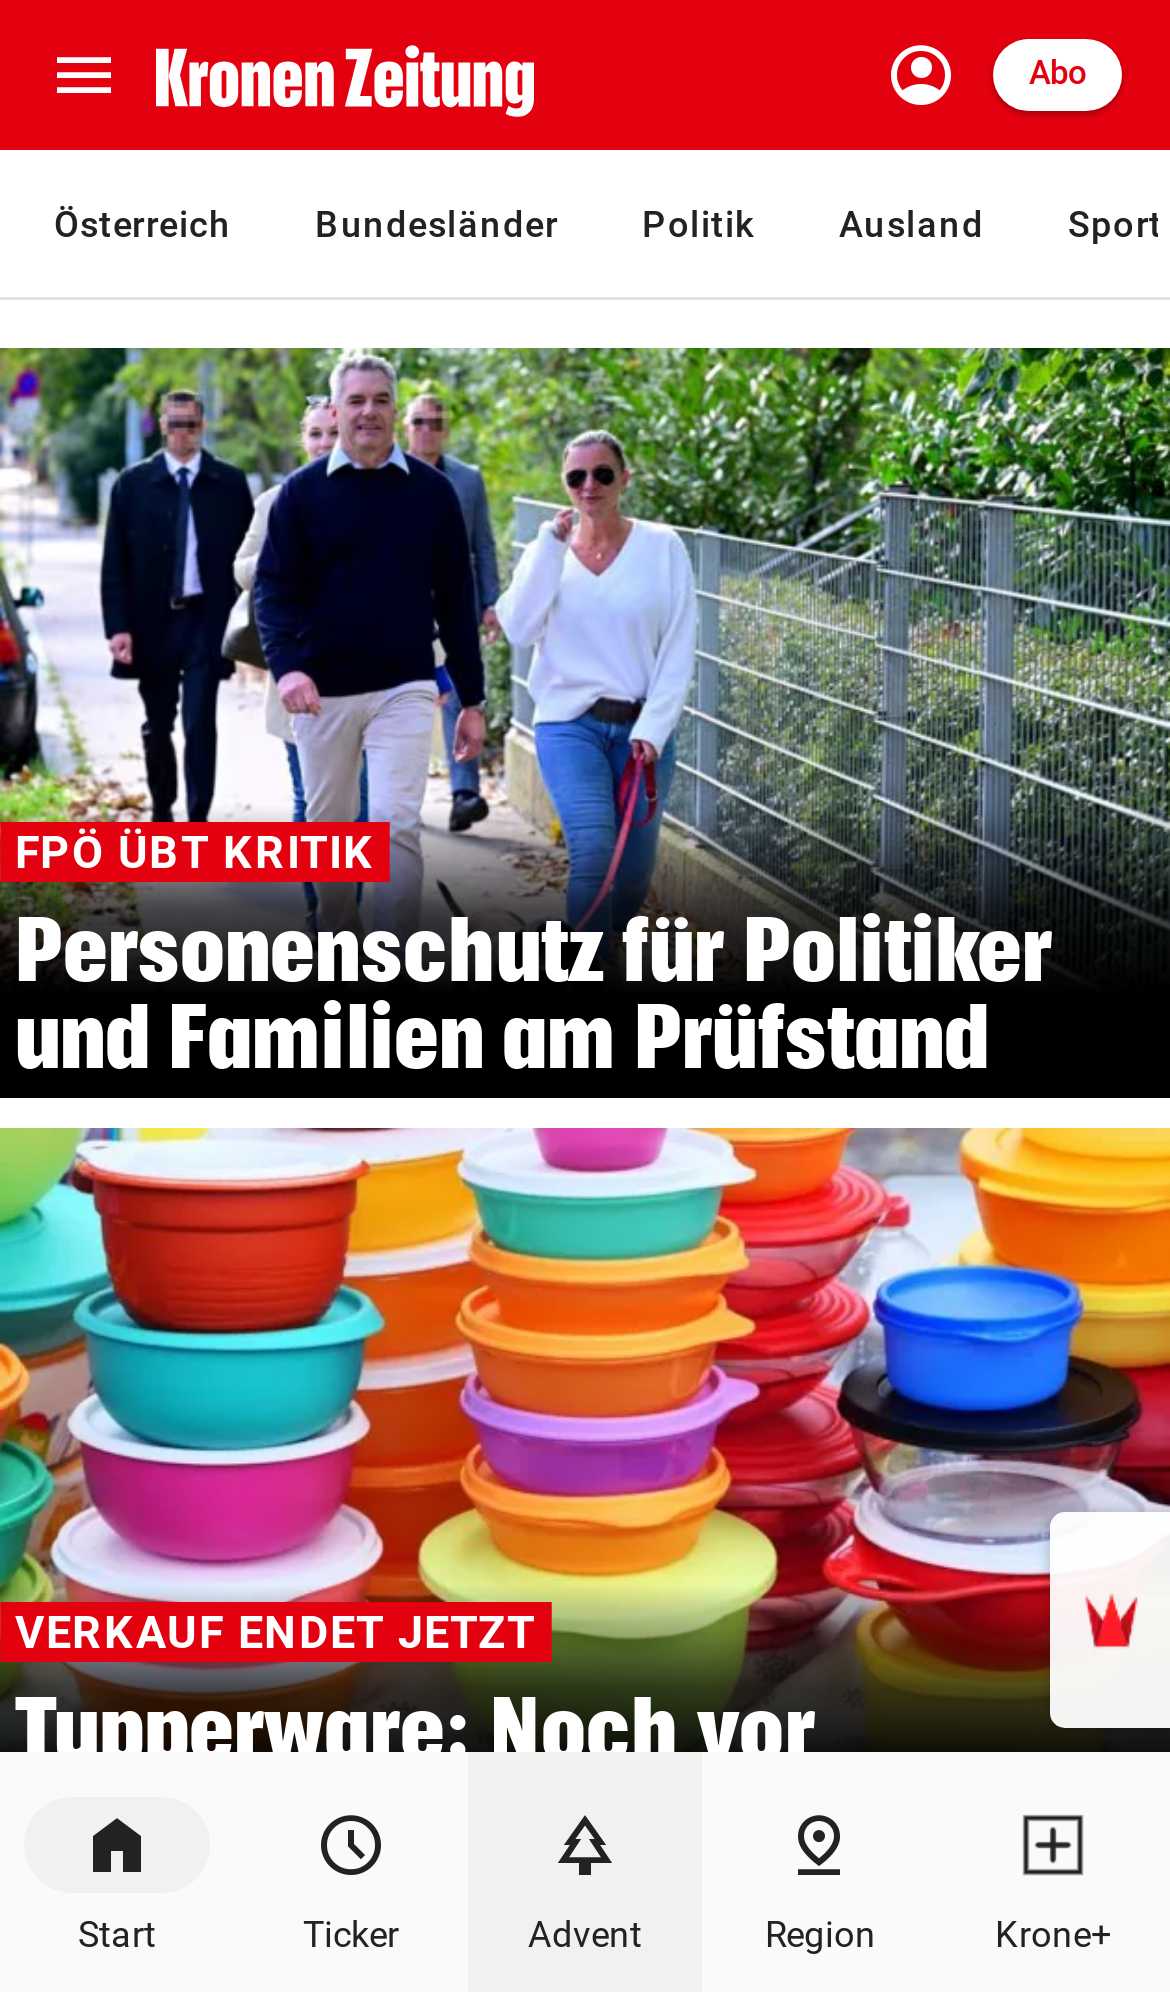 Kronen Zeitung
Abo
Österreich Bundesländer Politik Ausland Sport
FPÖ ÜBT KRITIK
Personenschutz für Politiker
und Familien am Prüfstand
VERKAUF ENDET JETZT
Tupperware: Noch vor
Start Ticker Advent Region Krone+